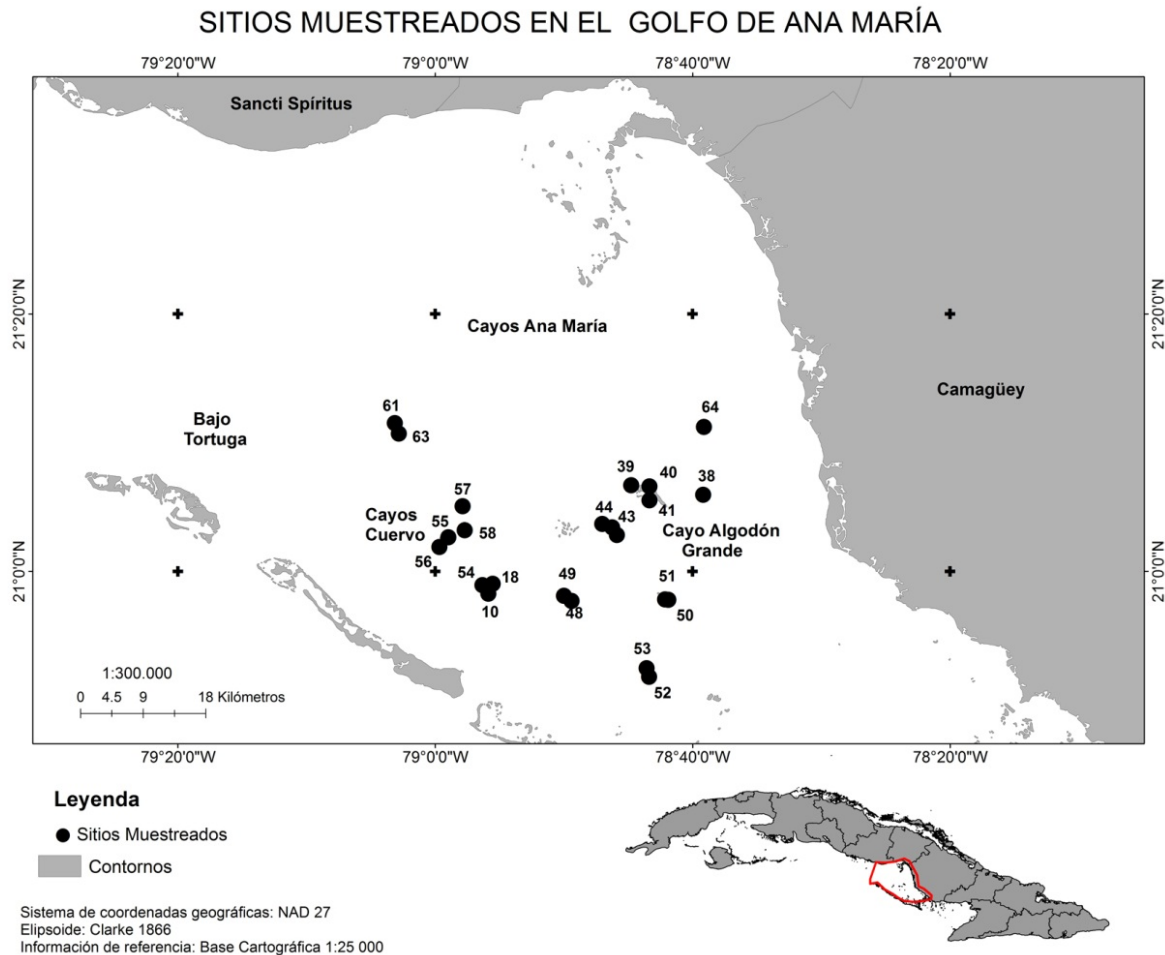 SITIOS MUESTREADOS EN EL GOLFO DE ANA MARÍA
79°20'0"W 79°0'0"W 78°40'0"W 78°20'0"W
Sancti Spíritus
21°20'0"N 21°20'0"N
Cayos Ana María
Camagüey
Bajo
Tortuga
61
63
64
39 40 38
41
57
Cayos
Cuervo
55
58
56
44 43
Cayo Algodón
Grande
54 18
10
49
48
51
50
21°0'0"N 21°0'0"N
53
52
1:300.000
0 4.5 9 18 Kilómetros
79°20'0"W 79°0'0"W 78°40'0"W 78°20'0"W
Leyenda
Sitios Muestreados
Contornos
Sistema de coordenadas geográficas: NAD 27
Elipsoide: Clarke 1866
Información de referencia: Base Cartográfica 1:25 000